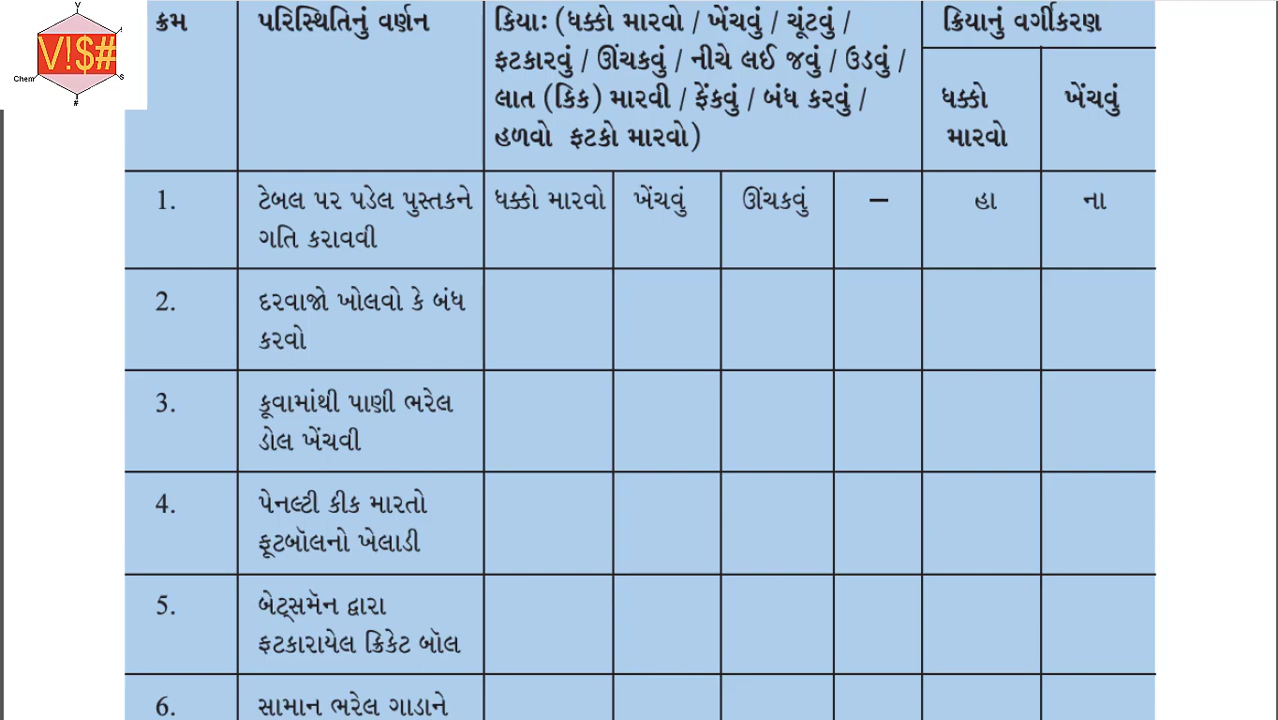 V!$#
Chem
Y
$
#
ક્રમ
પરિસ્થિતિનું વર્ણન
ક્રિયાઃ (ધક્કો મારવો / ખેંચવું / ચૂંટવું /
ફટકારવું / ઊંચકવું / નીચે લઈ જવું / ઉડવું /
લાત (કિક) મારવી / ફેંકવું / બંધ કરવું /
હળવો ફટકો મારવો)
ક્રિયાનું વર્ગીકરણ
ધક્કો
મારવો
ખેંચવું
1.
ટેબલ પર પડેલ પુસ્તકને
ગતિ કરાવવી
ધક્કો મારવો
ખેંચવું
ઊંચકવું
–
હા
ના
2.
દરવાજો ખોલવો કે બંધ
કરવો
3.
કૂવામાંથી પાણી ભરેલ
ડોલ ખેંચવી
4.
પેનલ્ટી કીક મારતો
ફૂટબૉલનો ખેલાડી
5.
બેટ્સમૅન દ્વારા
ફટકારાયેલ ક્રિકેટ બૉલ
6.
સામાન ભરેલ ગાડાને